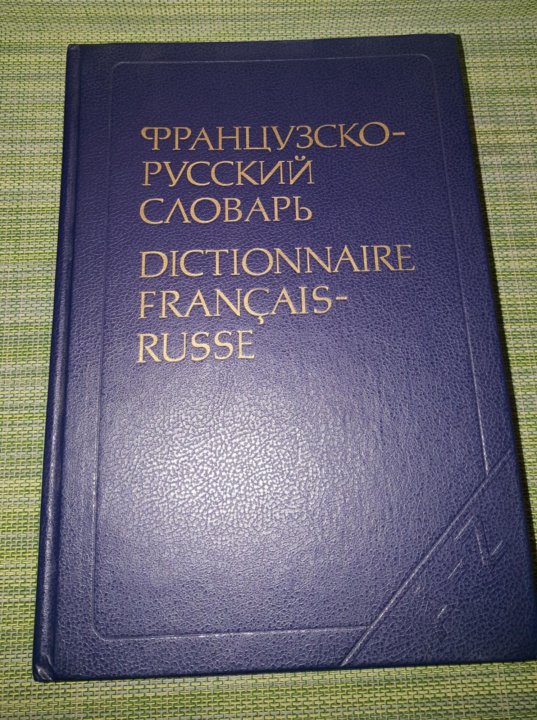 ФРАНЦУЗСКО-
РУССКИЙ
СЛОВАРЬ
DICTIONNAIRE
FRANÇAIS-
RUSSE